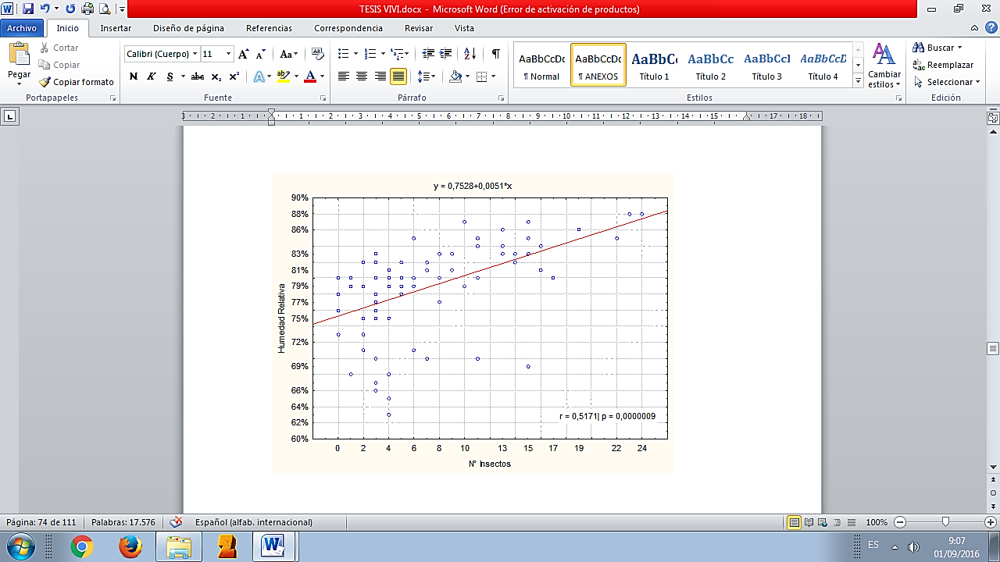 TESIS VIVI.docx - Microsoft Word (Error de activación de productos)
Archivo Inicio Insertar Diseño de página Referencias Correspondencia Revisar Vista
Pegar
Cortar
Copiar
Copiar formato
Portapapeles
Calibri (Cuerpo) 11
N K S abc x₂ x²
Fuente
Párrafo
AaBbCcDc AaBbCcDc AaBbC AaBbCc AaBbCcI AaBbCcD
¶ Normal ¶ ANEXOS Título 1 Título 2 Título 3 Título 4
Cambiar estilos
Estilos
Buscar
Reemplazar
Seleccionar
Edición
3 2 1 1 2 3 4 5 6 7 8 9 10 11 12 13 14 15 17 18
y = 0,7528+0,0051*x
90%
88%
86%
83%
81%
79%
77%
75%
72%
69%
66%
64%
62%
60%
Humedad Relativa
r = 0,5171| p = 0,0000009
0 2 4 6 8 10 13 15 17 19 22 24
N° Insectos
Página: 74 de 111 Palabras: 17.576 Español (alfab. internacional) 100%
ES 9:07
01/09/2016